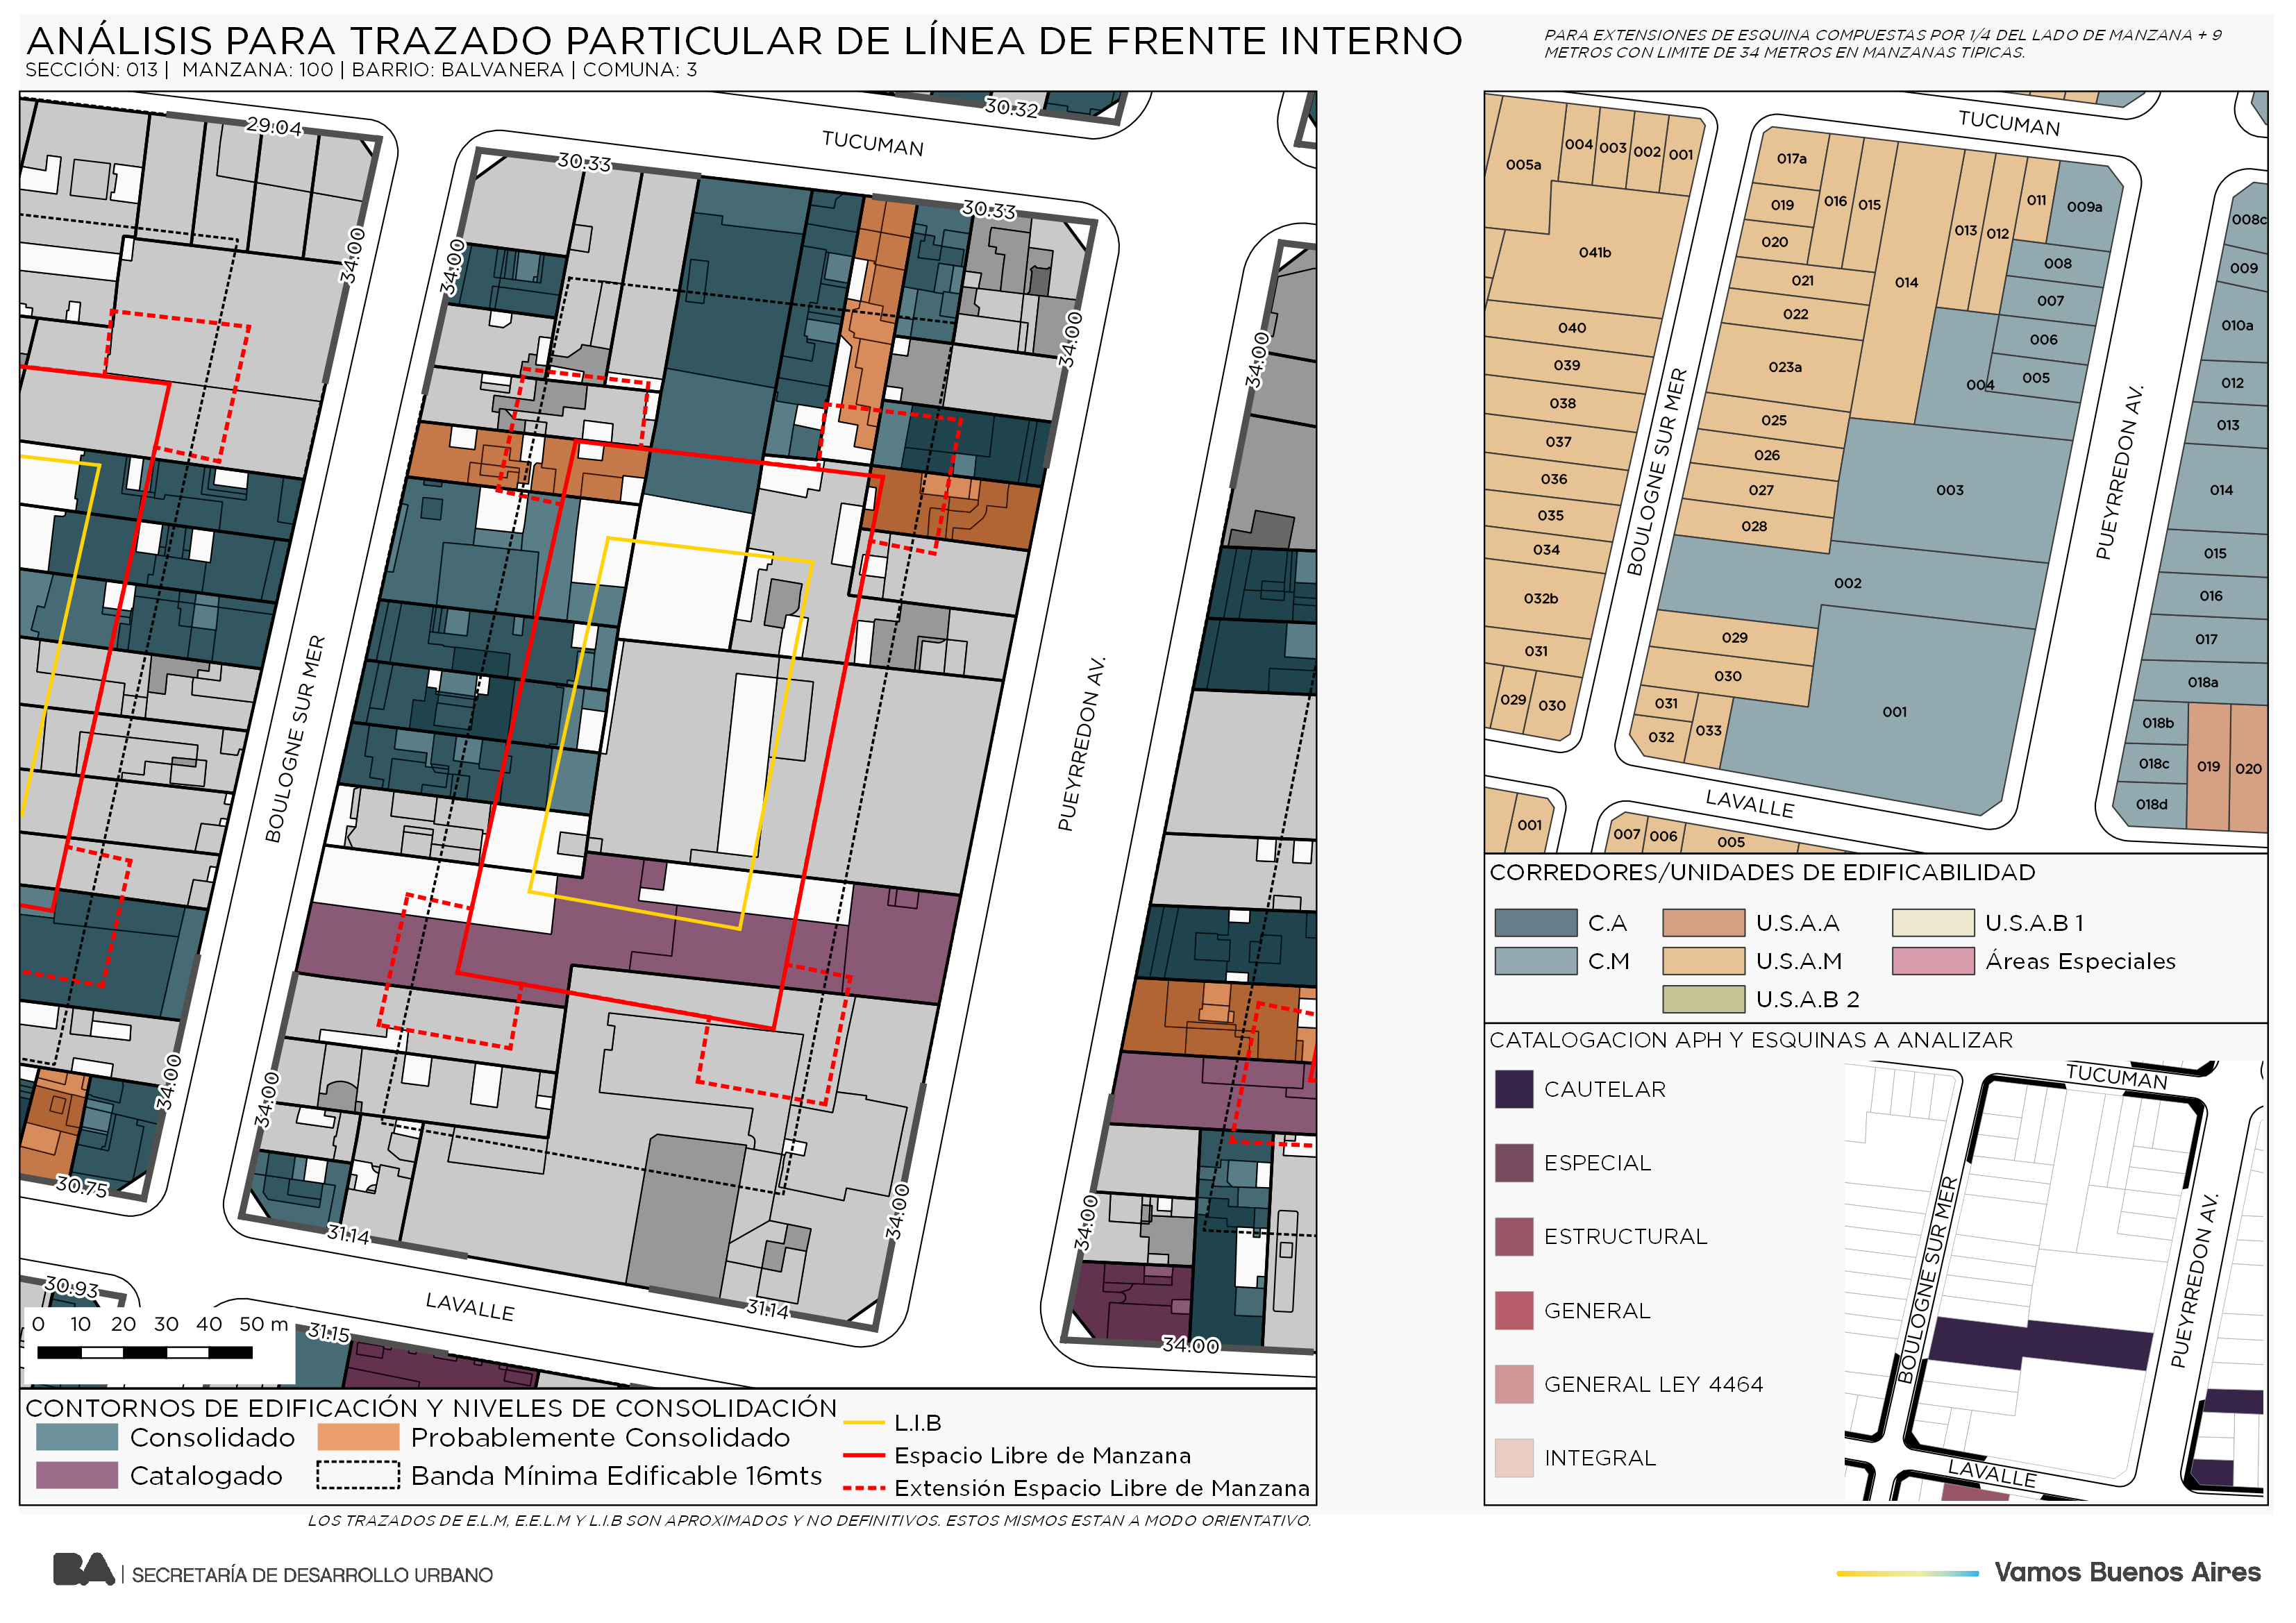 ANÁLISIS PARA TRAZADO PARTICULAR DE LÍNEA DE FRENTE INTERNO
SECCIÓN: 013 | MANZANA: 100 | BARRIO: BALVANERA | COMUNA: 3
PARA EXTENSIONES DE ESQUINA COMPUESTAS POR 1/4 DEL LADO DE MANZANA + 9
METROS CON LIMITE DE 34 METROS EN MANZANAS TIPICAS.
29.04
30.32
TUCUMAN
30.33
30.33
34.00
34.00
34.00
34.00
BOULOGNE SUR MER
PUEYRREDON AV.
34.00
34.00
34.00
34.00
30.75
31.14
31.14
34.00
30.93
LAVALLE
31.15
0 10 20 30 40 50 m
CONTORNOS DE EDIFICACIÓN Y NIVELES DE CONSOLIDACIÓN
Consolidado
Probablemente Consolidado
Catalogado
Banda Mínima Edificable 16mts
L.I.B
Espacio Libre de Manzana
Extensión Espacio Libre de Manzana
LOS TRAZADOS DE E.L.M, E.E.L.M Y L.I.B SON APROXIMADOS Y NO DEFINITIVOS. ESTOS MISMOS ESTAN A MODO ORIENTATIVO.
TUCUMAN
005a
004
003
002
001
041b
040
039
038
037
036
035
034
032b
031
029
030
BOULOGNE SUR MER
017a
019
020
016
015
014
013
012
011
009a
021
022
023a
025
026
027
028
008
007
006
005
004
003
002
029
030
031
032
033
001
PUEYRREDON AV.
008c
009
010a
012
013
014
015
016
017
018a
018b
018c
018d
019
020
LAVALLE
001
007
006
005
CORREDORES/UNIDADES DE EDIFICABILIDAD
C.A
U.S.A.A
U.S.A.B 1
C.M
U.S.A.M
Áreas Especiales
U.S.A.B 2
CATALOGACION APH Y ESQUINAS A ANALIZAR
CAUTELAR
ESPECIAL
ESTRUCTURAL
GENERAL
GENERAL LEY 4464
INTEGRAL
TUCUMAN
BOULOGNE SUR MER
PUEYRREDON AV.
LAVALLE
BA | SECRETARÍA DE DESARROLLO URBANO
Vamos Buenos Aires